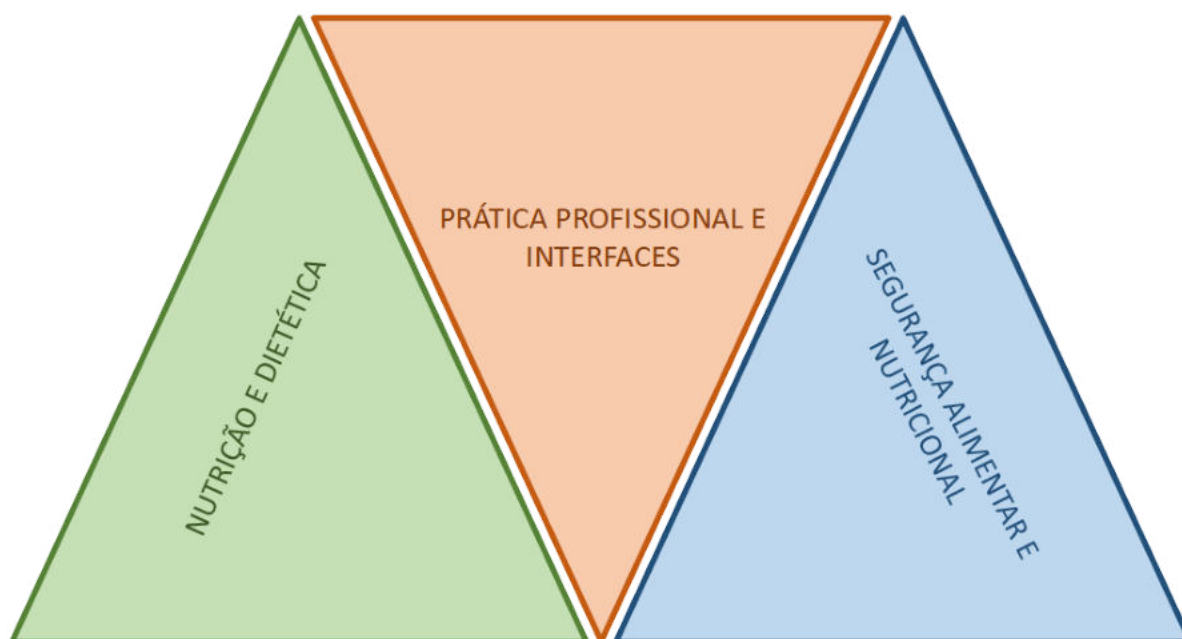 NUTRIÇÃO E DIETÉTICA
PRÁTICA PROFISSIONAL E
INTERFACES
SEGURANÇA ALIMENTAR E
NUTRICIONAL